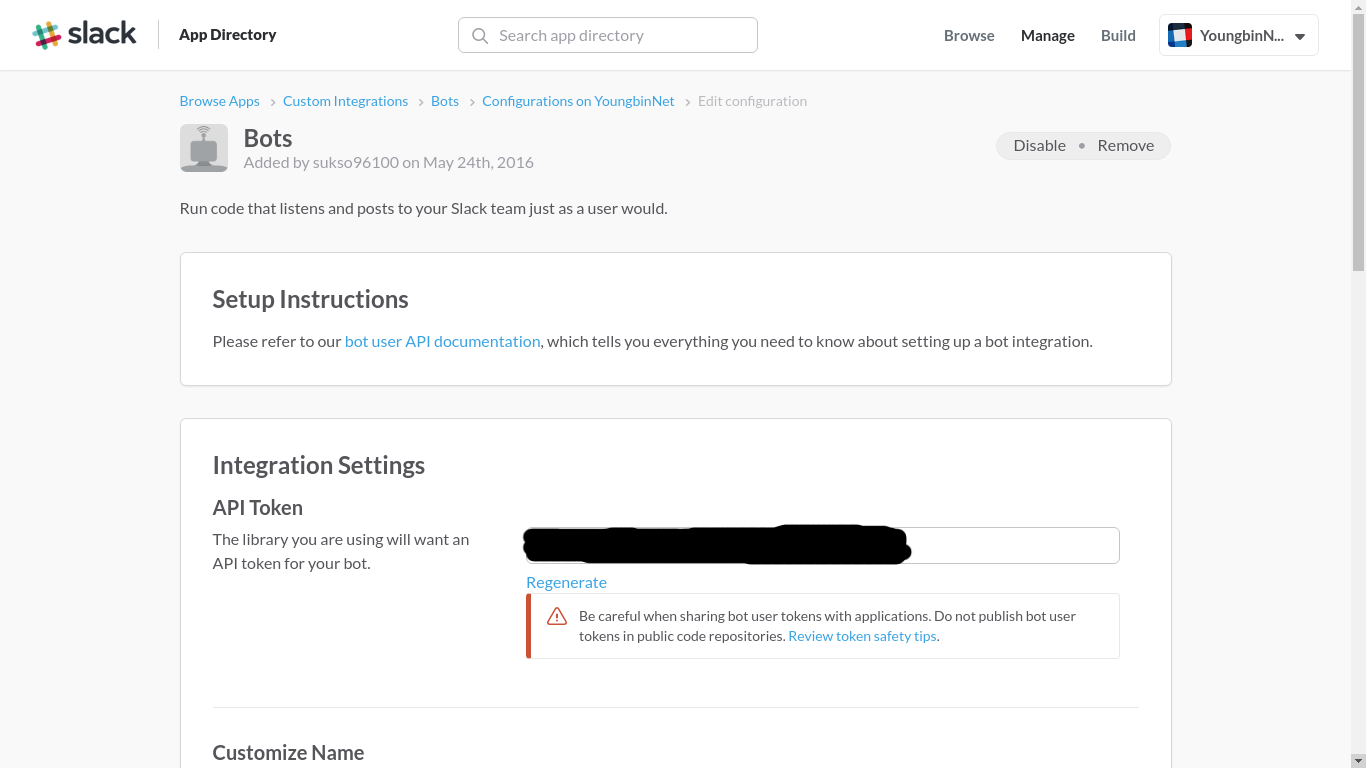 slack
App Directory
Search app directory
Browse
Manage
Build
YoungbinN...
Browse Apps > Custom Integrations > Bots > Configurations on YoungbinNet > Edit configuration
Bots
Added by sukso96100 on May 24th, 2016
Disable • Remove
Run code that listens and posts to your Slack team just as a user would.
Setup Instructions
Please refer to our bot user API documentation, which tells you everything you need to know about setting up a bot integration.
Integration Settings
API Token
The library you are using will want an
API token for your bot.
Regenerate
Be careful when sharing bot user tokens with applications. Do not publish bot user
tokens in public code repositories. Review token safety tips.
Customize Name